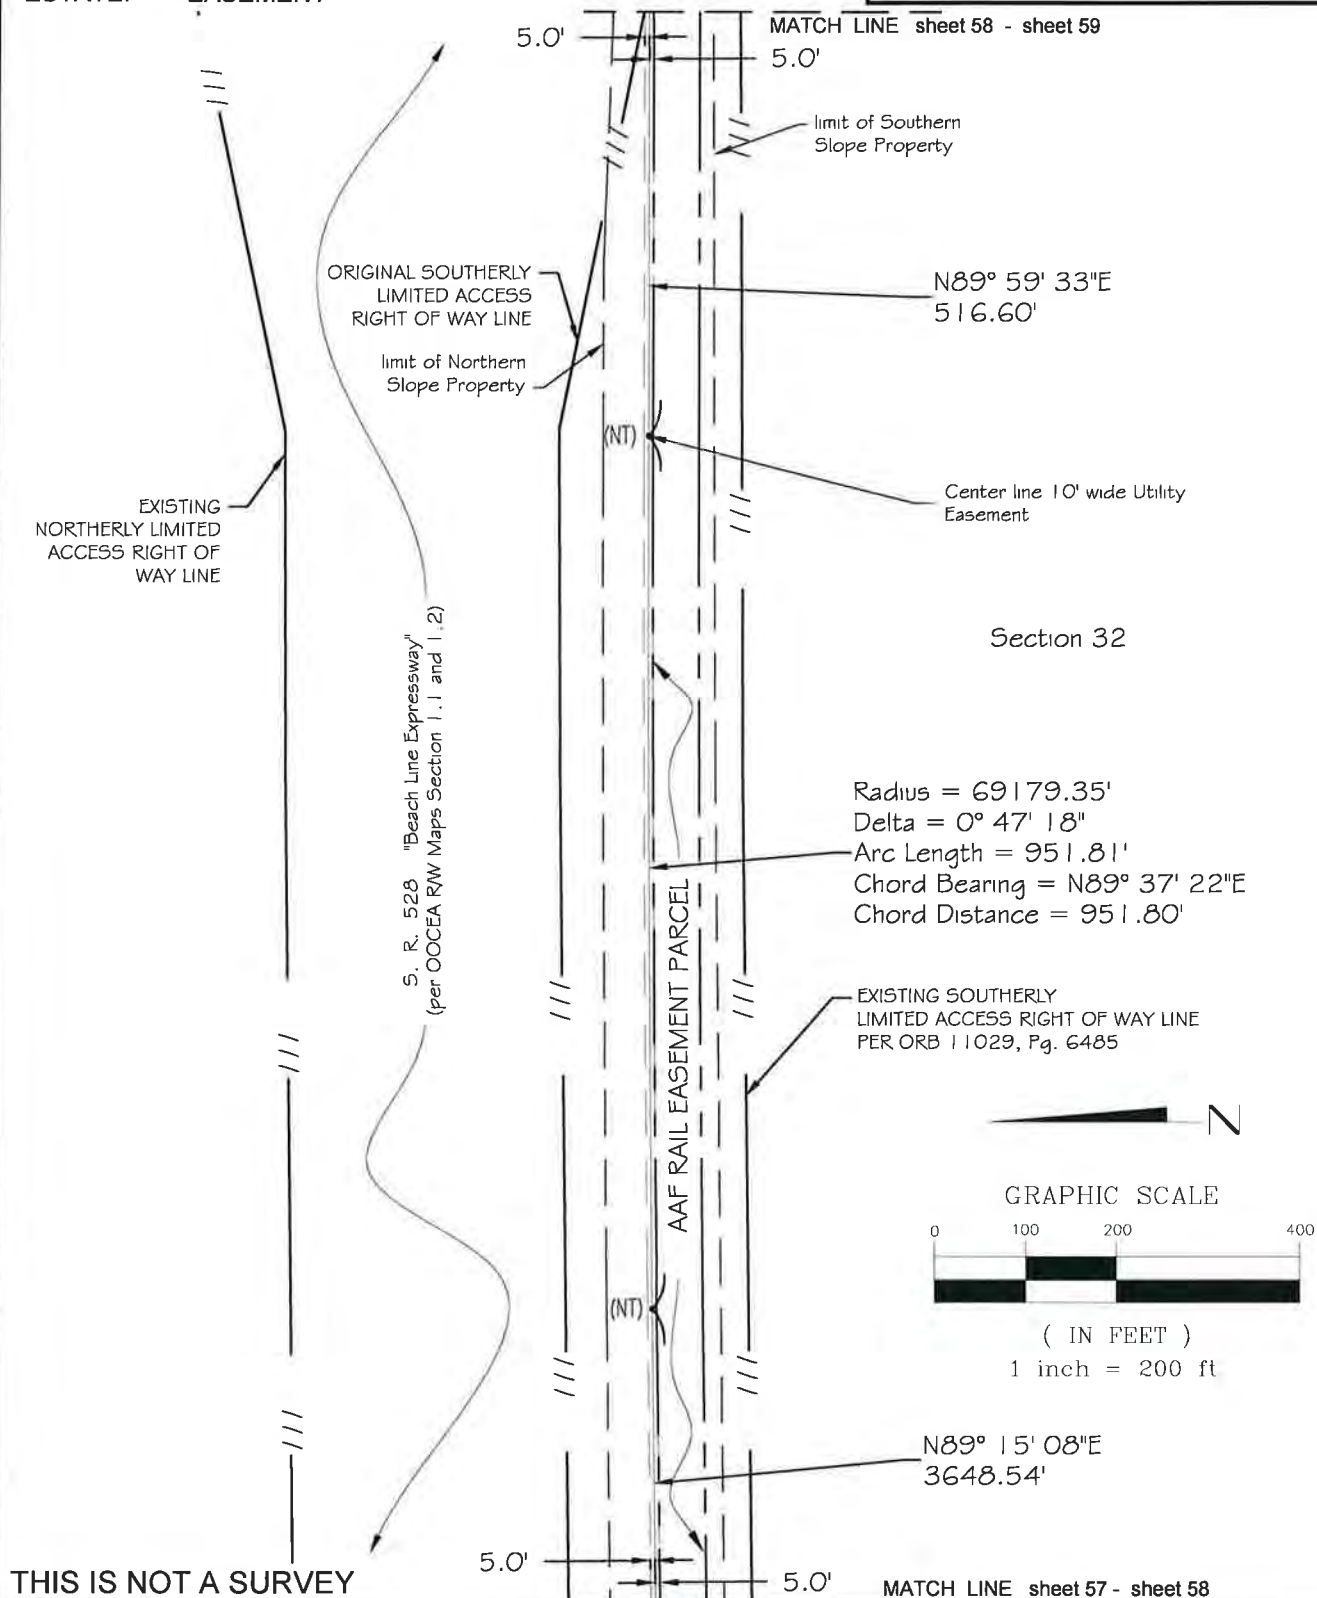 MATCH LINE sheet 58 - sheet 59
5.0'
5.0'
limit of Southern
Slope Property
ORIGINAL SOUTHERLY
LIMITED ACCESS
RIGHT OF WAY LINE
N89° 59' 33"E
516.60'
limit of Northern
Slope Property
(NT)
EXISTING
NORTHERLY LIMITED
ACCESS RIGHT OF
WAY LINE
Center line 10' wide Utility
Easement
S. R. 528 "Beach Line Expressway"
(per OOCEA R/W Maps Section 1.1 and 1.2)
Section 32
Radius = 69179.35'
Delta = 0° 47' 18"
Arc Length = 951.81'
Chord Bearing = N89° 37' 22"E
Chord Distance = 951.80'
AAF RAIL EASEMENT PARCEL
EXISTING SOUTHERLY
LIMITED ACCESS RIGHT OF WAY LINE
PER ORB 11029, Pg. 6485
N
GRAPHIC SCALE
0 100 200 400
( IN FEET )
1 inch = 200 ft
(NT)
N89° 15' 08"E
3648.54'
5.0'
5.0'
THIS IS NOT A SURVEY
MATCH LINE sheet 57 - sheet 58